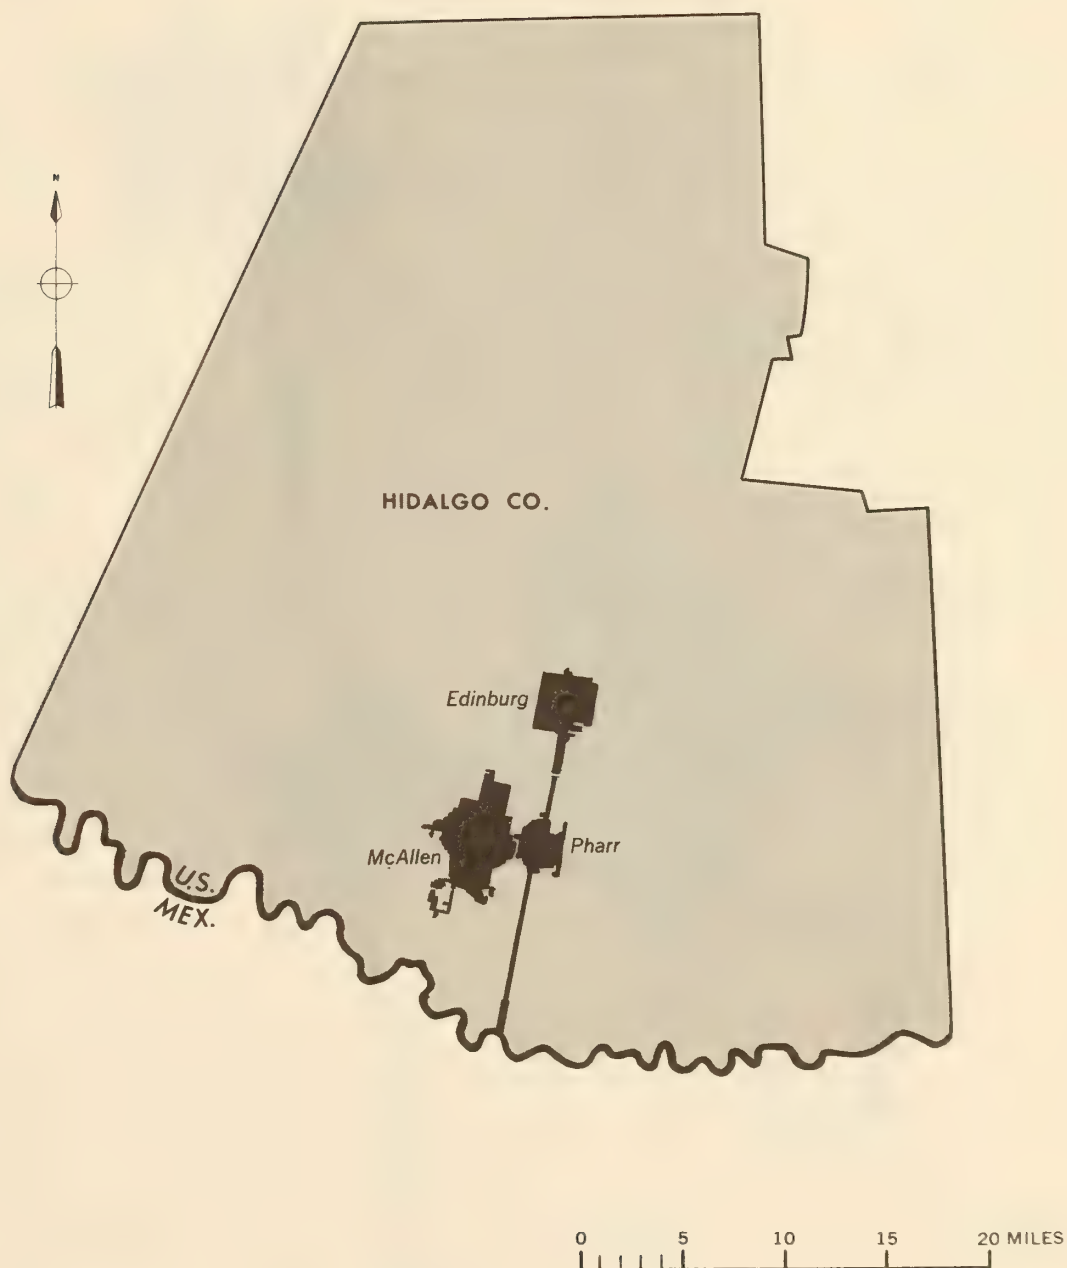 N
HIDALGO CO.
Edinburg
McAllen
Pharr
U.S.
MEX.
0 5 10 15 20 MILES